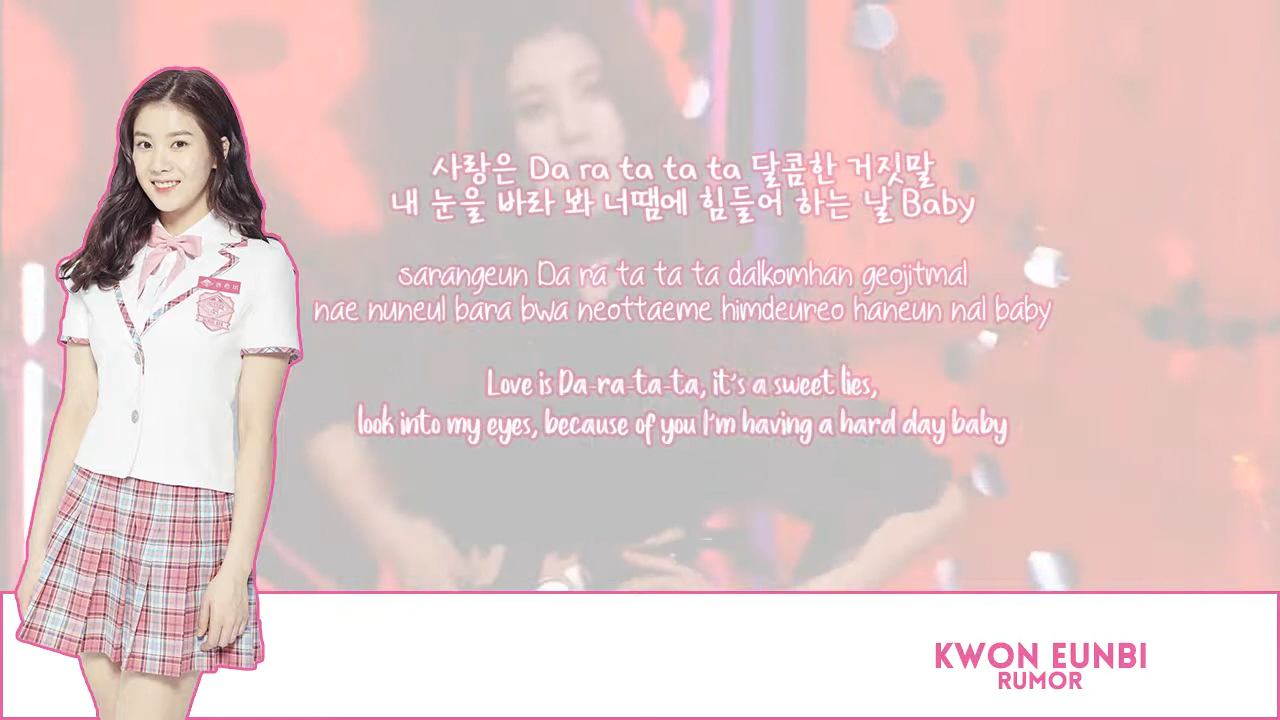 사랑은 Da ra ta ta ta 달콤한 거짓말
내 눈을 바라 봐 너땜에 힘들어 하는 날 Baby
sarangeun Da ra ta ta ta dalkomhan geojitmal
nae nuneul bara bwa neottaeme himdeureo haneun nal baby
Love is Da-ra-ta-ta, it's a sweet lies,
look into my eyes, because of you I'm having a hard day baby
KWON EUNBI
RUMOR